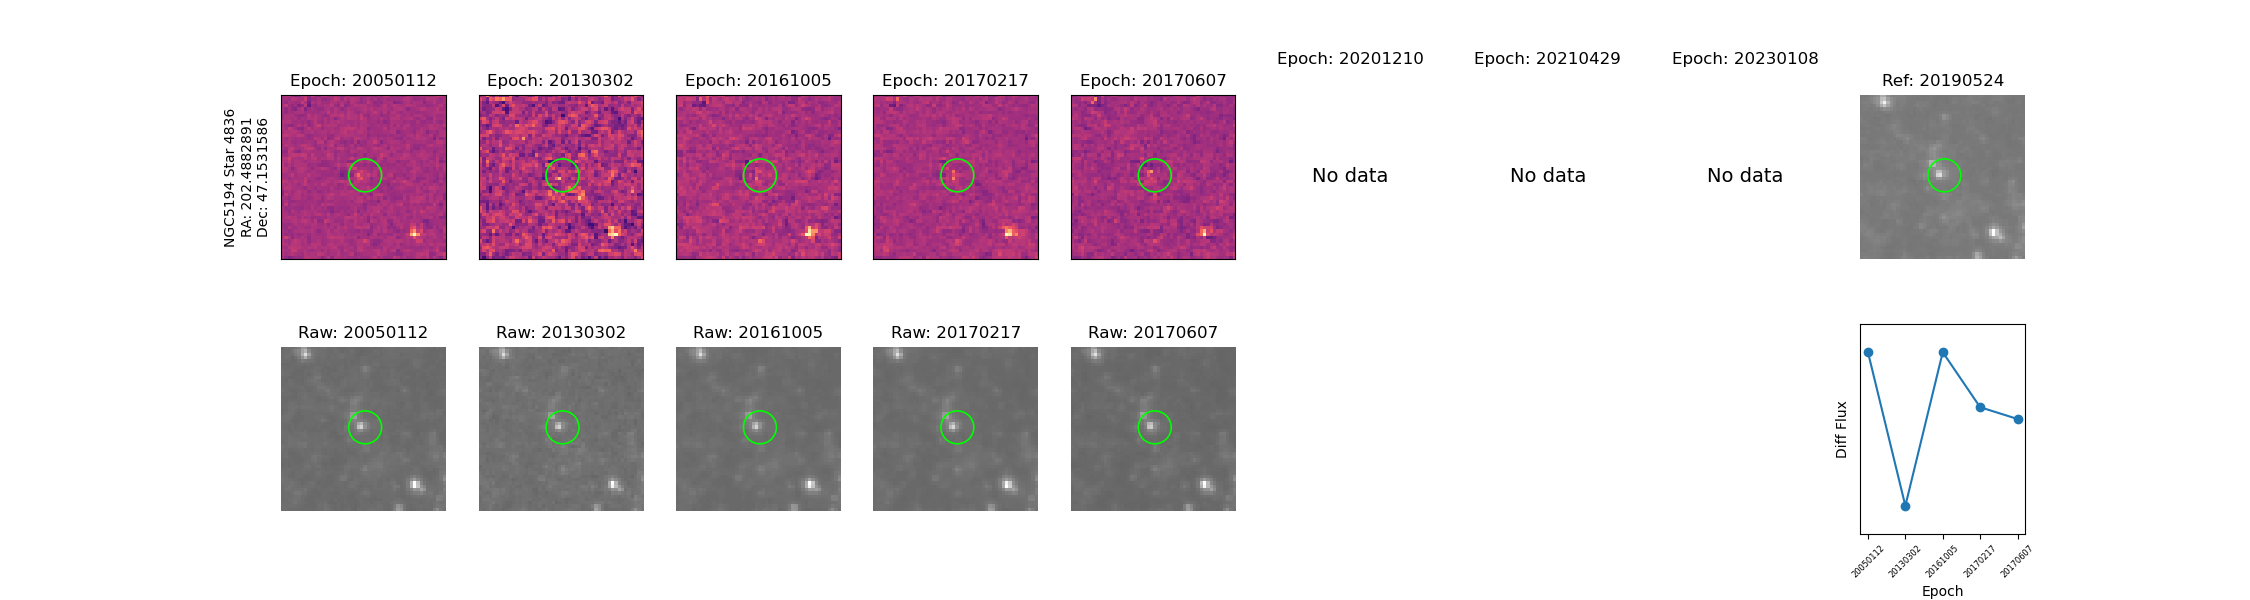 NGC5194 Star 4836
RA: 202.4882891
Dec: 47.1531586
Epoch: 20050112
Epoch: 20130302
Epoch: 20161005
Epoch: 20170217
Epoch: 20170607
Epoch: 20201210
Epoch: 20210429
Epoch: 20230108
Ref: 20190524
No data
No data
No data
Raw: 20050112
Raw: 20130302
Raw: 20161005
Raw: 20170217
Raw: 20170607
Diff Flux
20050112
20130302
20161005
20170217
20170607
Epoch